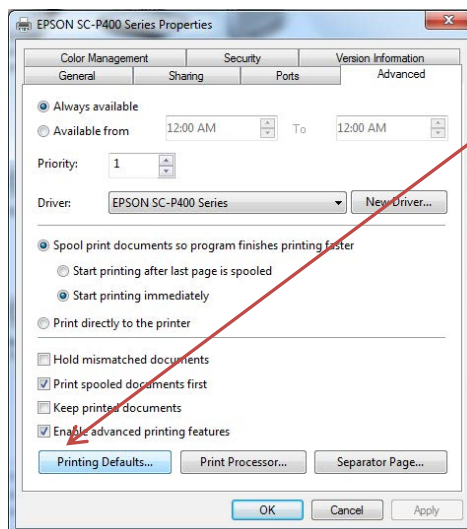 EPSON SC-P400 Series Properties
Color Management Security Version Information
General Sharing Ports Advanced
Always available
Available from 12:00 AM To 12:00 AM
Priority: 1
Driver: EPSON SC-P400 Series New Driver...
Spool print documents so program finishes printing faster
Start printing after last page is spooled
Start printing immediately
Print directly to the printer
Hold mismatched documents
Print spooled documents first
Keep printed documents
Enable advanced printing features
Printing Defaults... Print Processor... Separator Page...
OK Cancel Apply